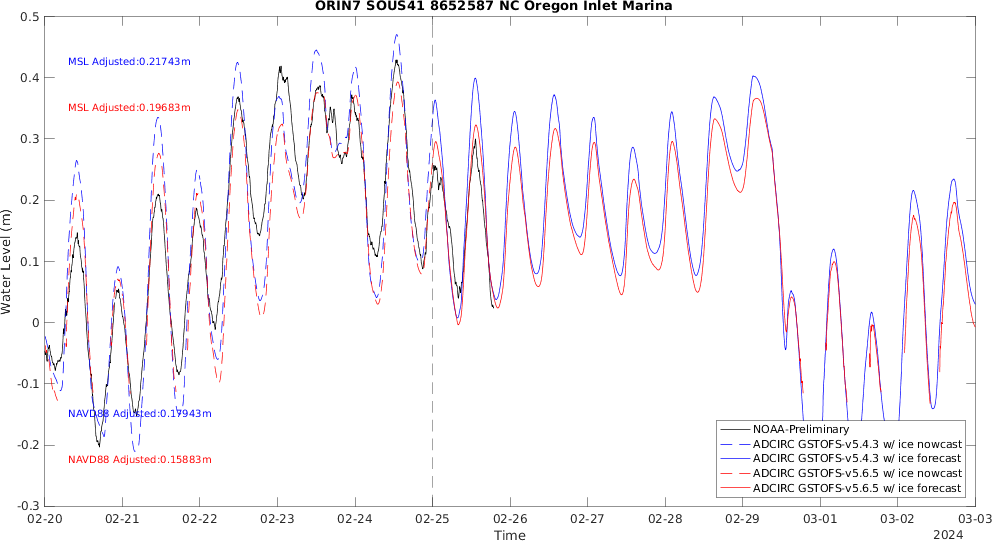 ORIN7 SOUS41 8652587 NC Oregon Inlet Marina
0.5
0.4
0.3
0.2
0.1
0
-0.1
-0.2
-0.3
Water Level (m)
MSL Adjusted:0.21743m
MSL Adjusted:0.19683m
NAVD88 Adjusted:0.17943m
NAVD88 Adjusted:0.15883m
NOAA-Preliminary
ADCIRC GSTOFS-v5.4.3 w/ ice nowcast
ADCIRC GSTOFS-v5.4.3 w/ ice forecast
ADCIRC GSTOFS-v5.6.5 w/ ice nowcast
ADCIRC GSTOFS-v5.6.5 w/ ice forecast
02-20 02-21 02-22 02-23 02-24 02-25 02-26 02-27 02-28 02-29 03-01 03-02 03-03
Time
2024